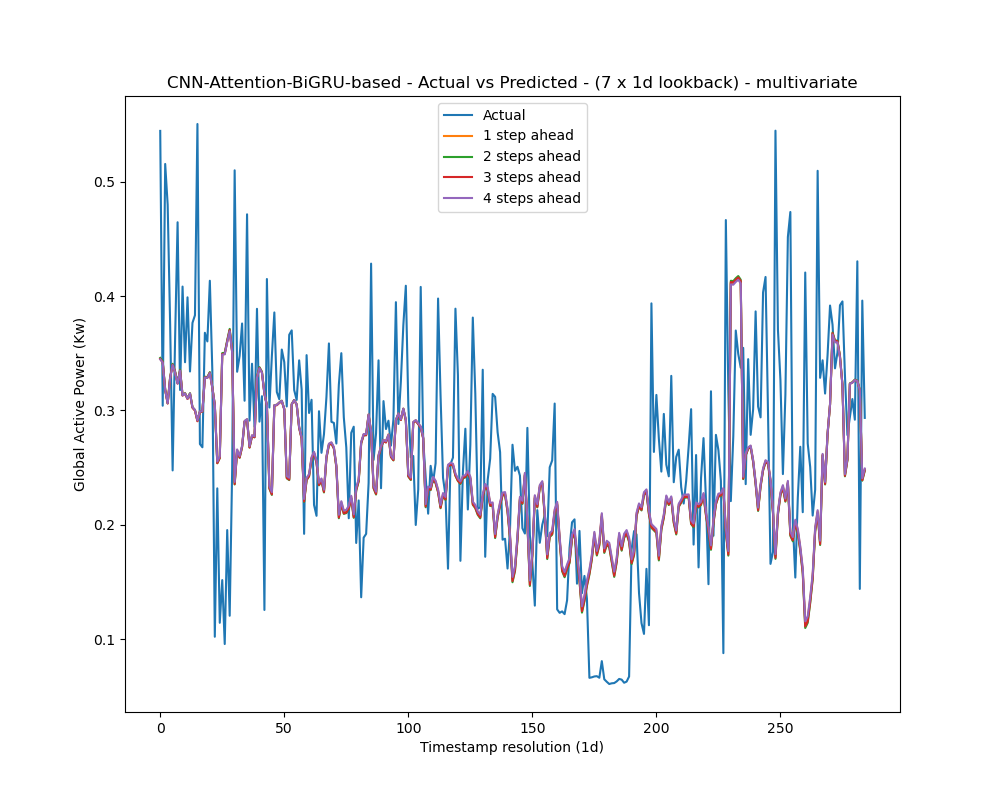 CNN-Attention-BiGRU-based - Actual vs Predicted - (7 x 1d lookback) - multivariate
Actual
1 step ahead
2 steps ahead
3 steps ahead
4 steps ahead
Global Active Power (Kw)
0.5
0.4
0.3
0.2
0.1
0
50
100
150
200
250
Timestamp resolution (1d)